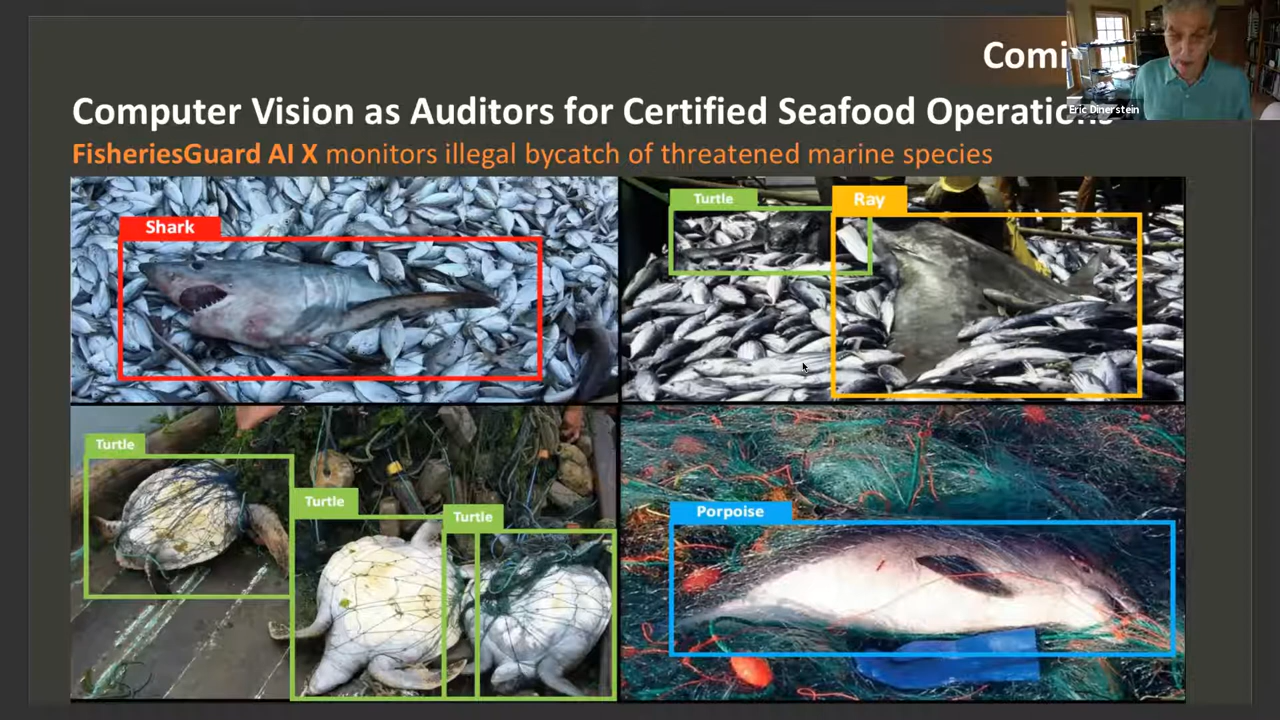 Comi
Eric Dinerstein
Computer Vision as Auditors for Certified Seafood Operations
FisheriesGuard AI X monitors illegal bycatch of threatened marine species
Shark
Turtle
Ray
Turtle
Turtle
Turtle
Porpoise